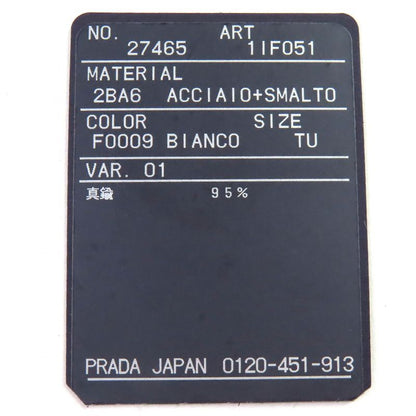 NO. ART
27465 1IF051
MATERIAL
2BA6 ACCIAIO+SMALTO
COLOR SIZE
F0009 BIANCO TU
VAR. 01
真鍮 95%
PRADA JAPAN 0120-451-913